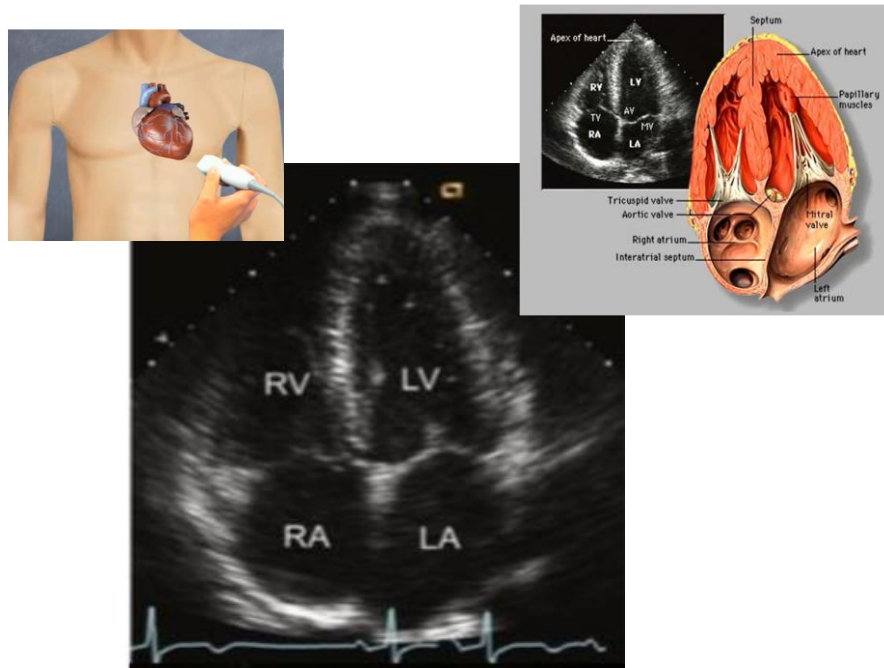 Apex of heart
RV
LV
TV
AV
MV
RA
LA
Septum
Apex of heart
Papillary
muscles
Tricuspid valve
Aortic valve
Mitral
valve
Right atrium
Interatrial septum
Left
atrium
RV LV
RA LA